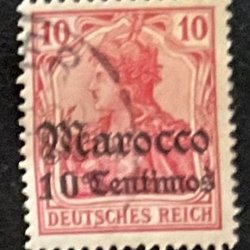 10 10
Marocco
10 Centimos
DEUTSCHES REICH